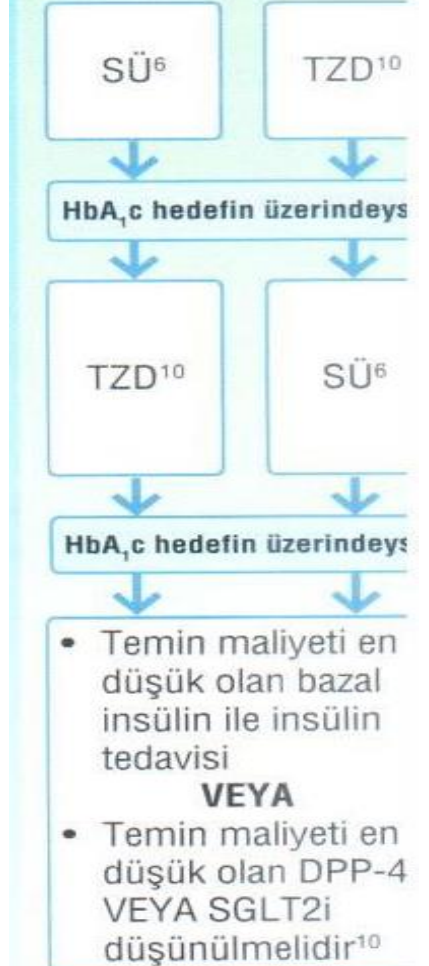 SÜ⁶ TZD¹⁰
HbA₁c hedefin üzerindeys
TZD¹⁰ SÜ⁶
HbA₁c hedefin üzerindeys
• Temin maliyeti en
düşük olan bazal
insülin ile insülin
tedavisi
VEYA
• Temin maliyeti en
düşük olan DPP-4
VEYA SGLT2i
düşünülmelidir¹⁰